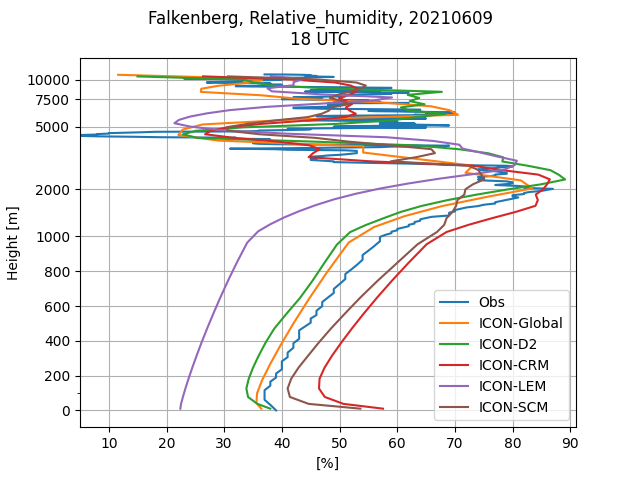 Falkenberg, Relative_humidity, 20210609
18 UTC
10000
7500
5000
2000
1000
800
600
400
200
0
Height [m]
10 20 30 40 50 60 70 80 90
[%]
Obs
ICON-Global
ICON-D2
ICON-CRM
ICON-LEM
ICON-SCM